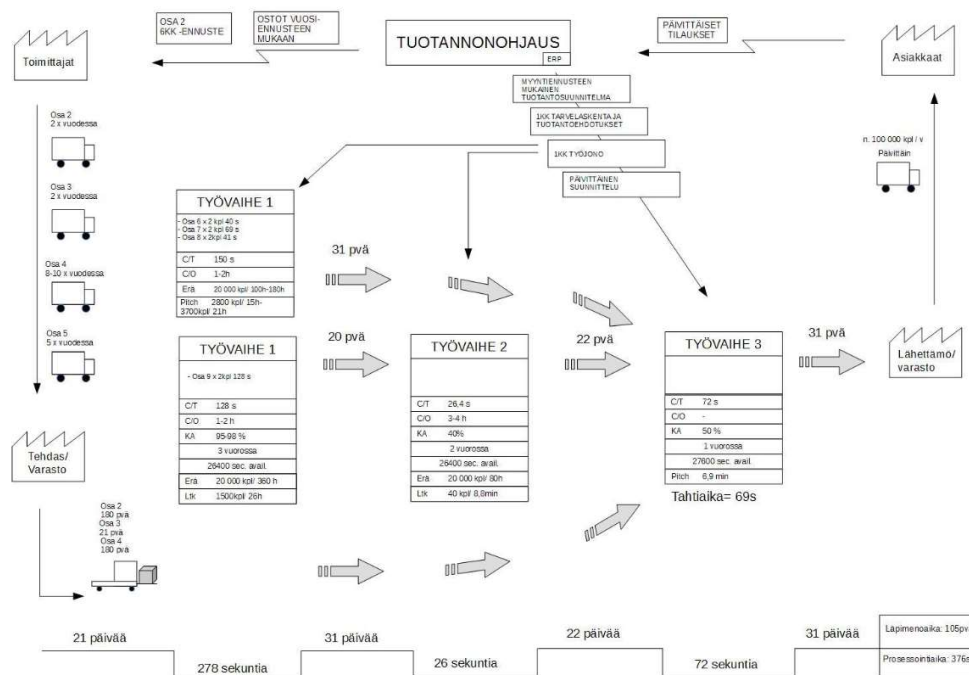 OSA 2
6KK -ENNUSTE
OSTOT VUOSI-
ENNUSTEEN
MUKAAN
TUOTANNONOHJAUS
ERP
PÄIVITTÄISET
TILAUKSET
Toimittajat
Asiakkaat
MYYNTIENNUSTEEN
MUKAINEN
TUOTANTOSUUNNITELMA
1KK TARVELASKENTA JA
TUOTANTOEHDOTUKSET
1KK TYÖJONO
PÄIVITTÄINEN
SUUNNITTELU
Osa 2
2 x vuodessa
Osa 3
2 x vuodessa
Osa 4
8-10 x vuodessa
Osa 5
5 x vuodessa
n. 100 000 kpl / v
Päivittäin
TYÖVAIHE 1
- Osa 6 x 2 kpl 40 s
- Osa 7 x 2 kpl 69 s
- Osa 8 x 2kpl 41 s
C/T 150 s
C/O 1-2h
Erä 20 000 kpl/ 100h-180h
Pitch 2800 kpl/ 15h-
3700kpl/ 21h
31 pvä
20 pvä
22 pvä
31 pvä
TYÖVAIHE 1
- Osa 9 x 2kpl 128 s
C/T 128 s
C/O 1-2 h
KA 95-98 %
3 vuorossa
26400 sec. avail.
Erä 20 000 kpl/ 360 h
Ltk 1500kpl/ 26h
TYÖVAIHE 2
C/T 26,4 s
C/O 3-4 h
KA 40%
2 vuorossa
26400 sec. avail.
Erä 20 000 kpl/ 80h
Ltk 40 kpl/ 8,8min
TYÖVAIHE 3
C/T 72 s
C/O -
KA 50 %
1 vuorossa
27600 sec. avail.
Pitch 6,9 min
Tahtiaika= 69s
Lähettämö/
varasto
Tehdas/
Varasto
Osa 2
180 pvä
Osa 3
21 pvä
Osa 4
180 pvä
21 päivää
278 sekuntia
31 päivää
26 sekuntia
22 päivää
72 sekuntia
31 päivää
Läpimenoaika: 105pvä
Prosessointiaika: 376s